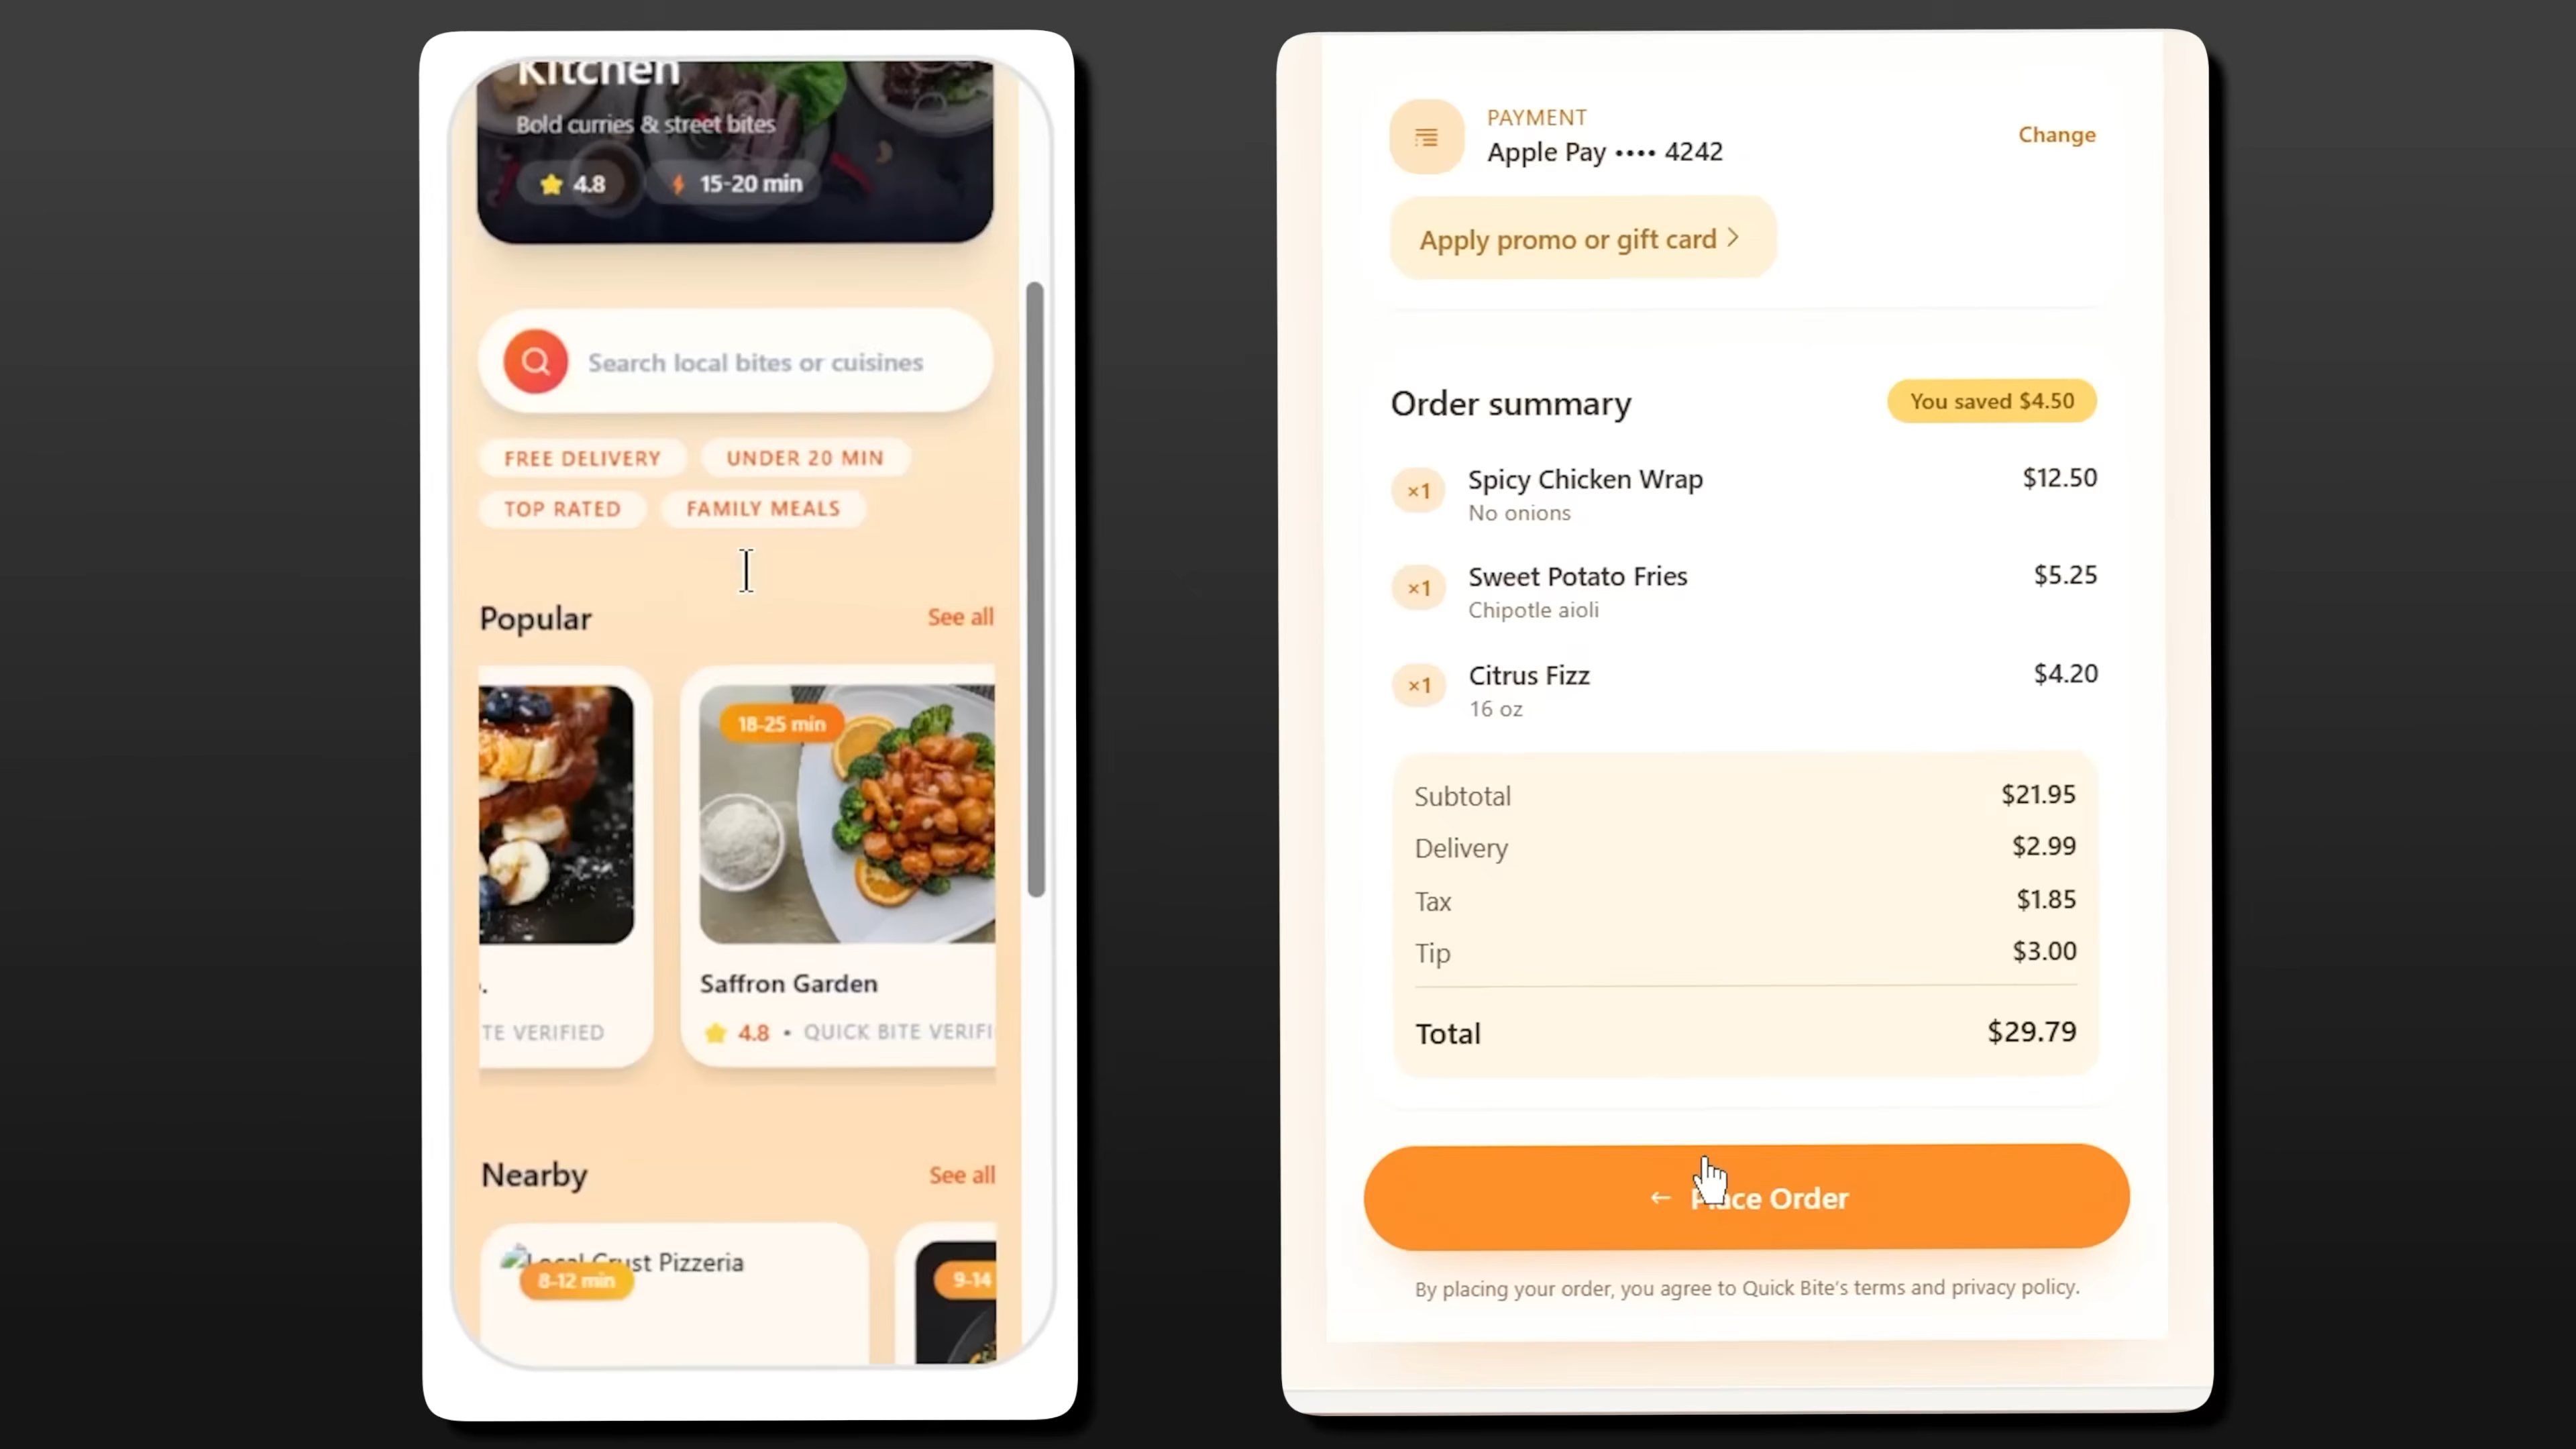 Kitchen
Bold curries & street bites
4.8
15-20 min
Search local bites or cuisines
FREE DELIVERY
UNDER 20 MIN
TOP RATED
FAMILY MEALS
Popular
See all
18-25 min
Saffron Garden
TE VERIFIED
4.8 • QUICK BITE VERIFI
Nearby
See all
Local Crust Pizzeria
8-12 min
9-14
PAYMENT
Apple Pay •••• 4242
Change
Apply promo or gift card >
Order summary
You saved $4.50
×1 Spicy Chicken Wrap $12.50
No onions
×1 Sweet Potato Fries $5.25
Chipotle aioli
×1 Citrus Fizz $4.20
16 oz
Subtotal $21.95
Delivery $2.99
Tax $1.85
Tip $3.00
Total $29.79
← Place Order
By placing your order, you agree to Quick Bite's terms and privacy policy.